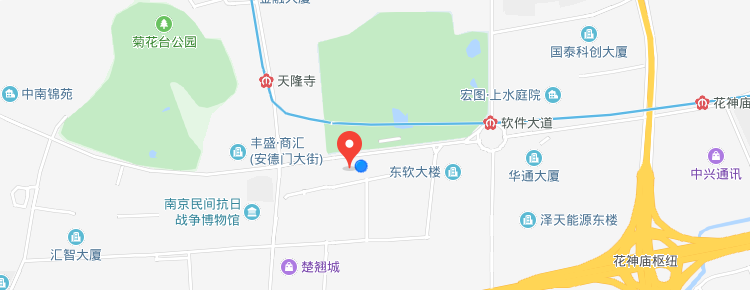 金融大厦
菊花台公园
国泰科创大厦
天隆寺
中南锦苑
宏图·上水庭院
花神庙
软件大道
丰盛·商汇
(安德门大街)
东软大楼
华通大厦
中兴通讯
南京民间抗日
战争博物馆
泽天能源东楼
汇智大厦
楚翘城
花神庙枢纽